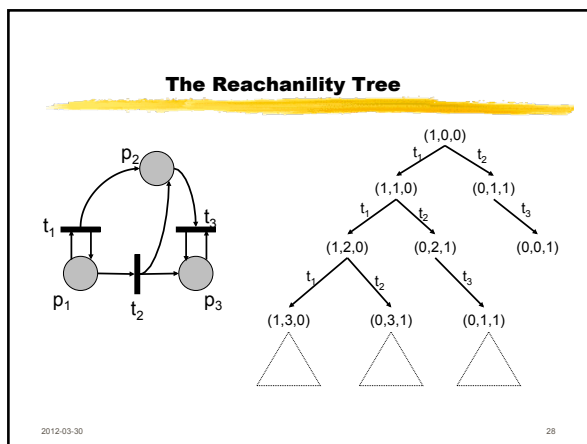 The Reachanility Tree
p2
t1
t3
p1
t2
p3
(1,0,0)
t1 t2
(1,1,0) (0,1,1)
t1 t2 t3
(1,2,0) (0,2,1) (0,0,1)
t1 t2 t3
(1,3,0) (0,3,1) (0,1,1)
2012-03-30 28